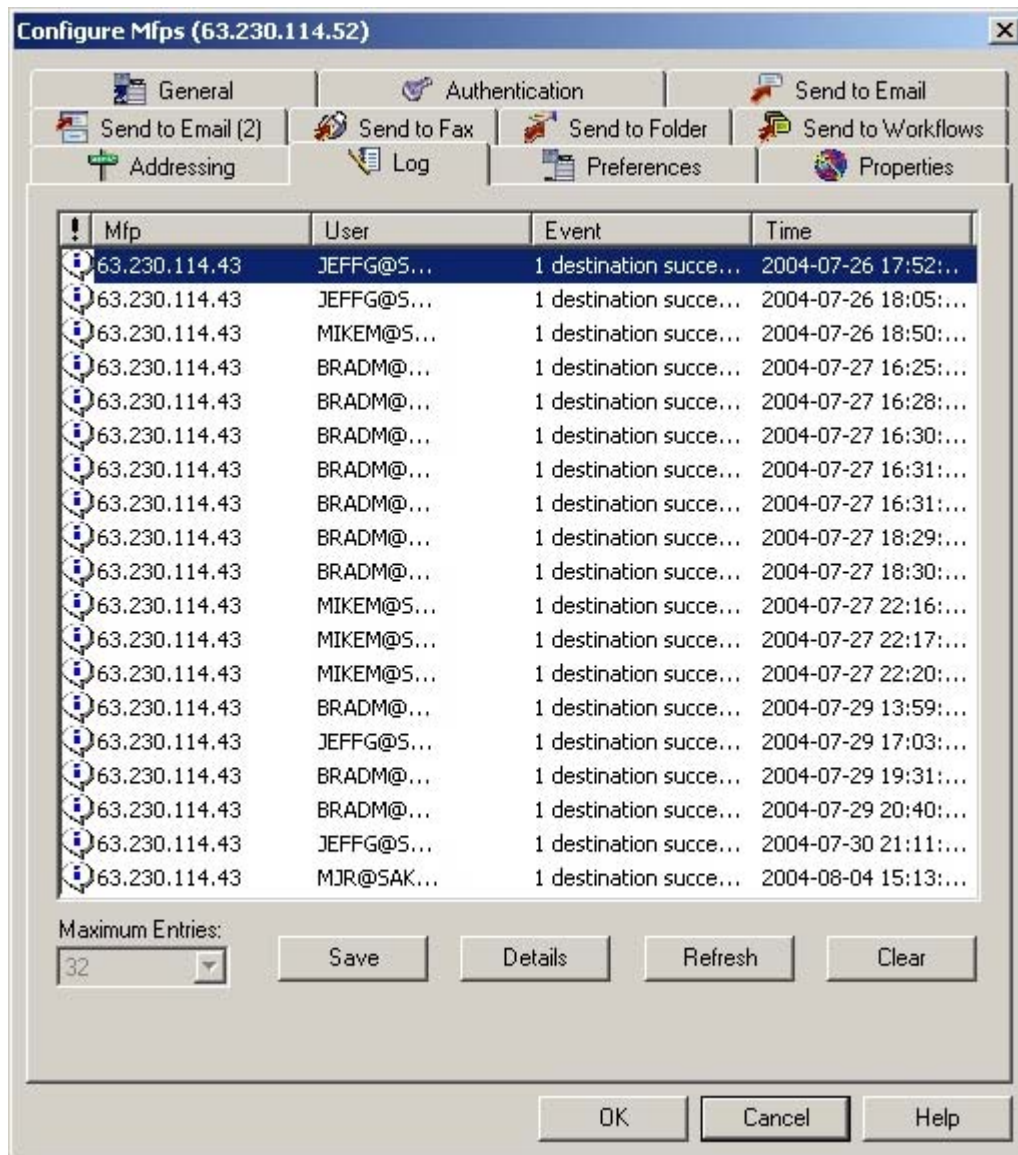 Configure Mfps (63.230.114.52)
General Authentication Send to Email
Send to Email (2) Send to Fax Send to Folder Send to Workflows
Addressing Log Preferences Properties
! Mfp User Event Time
63.230.114.43 JEFFG@S... 1 destination succe... 2004-07-26 17:52:..
63.230.114.43 JEFFG@S... 1 destination succe... 2004-07-26 18:05:...
63.230.114.43 MIKEM@S... 1 destination succe... 2004-07-26 18:50:...
63.230.114.43 BRADM@... 1 destination succe... 2004-07-27 16:25:...
63.230.114.43 BRADM@... 1 destination succe... 2004-07-27 16:28:...
63.230.114.43 BRADM@... 1 destination succe... 2004-07-27 16:30:...
63.230.114.43 BRADM@... 1 destination succe... 2004-07-27 16:31:...
63.230.114.43 BRADM@... 1 destination succe... 2004-07-27 16:31:...
63.230.114.43 BRADM@... 1 destination succe... 2004-07-27 18:29:...
63.230.114.43 BRADM@... 1 destination succe... 2004-07-27 18:30:...
63.230.114.43 MIKEM@S... 1 destination succe... 2004-07-27 22:16:...
63.230.114.43 MIKEM@S... 1 destination succe... 2004-07-27 22:17:...
63.230.114.43 MIKEM@S... 1 destination succe... 2004-07-27 22:20:...
63.230.114.43 BRADM@... 1 destination succe... 2004-07-29 13:59:...
63.230.114.43 JEFFG@S... 1 destination succe... 2004-07-29 17:03:...
63.230.114.43 BRADM@... 1 destination succe... 2004-07-29 19:31:...
63.230.114.43 BRADM@... 1 destination succe... 2004-07-29 20:40:...
63.230.114.43 JEFFG@S... 1 destination succe... 2004-07-30 21:11:...
63.230.114.43 MJR@SAK... 1 destination succe... 2004-08-04 15:13:...
Maximum Entries:
32 Save Details Refresh Clear
OK Cancel Help